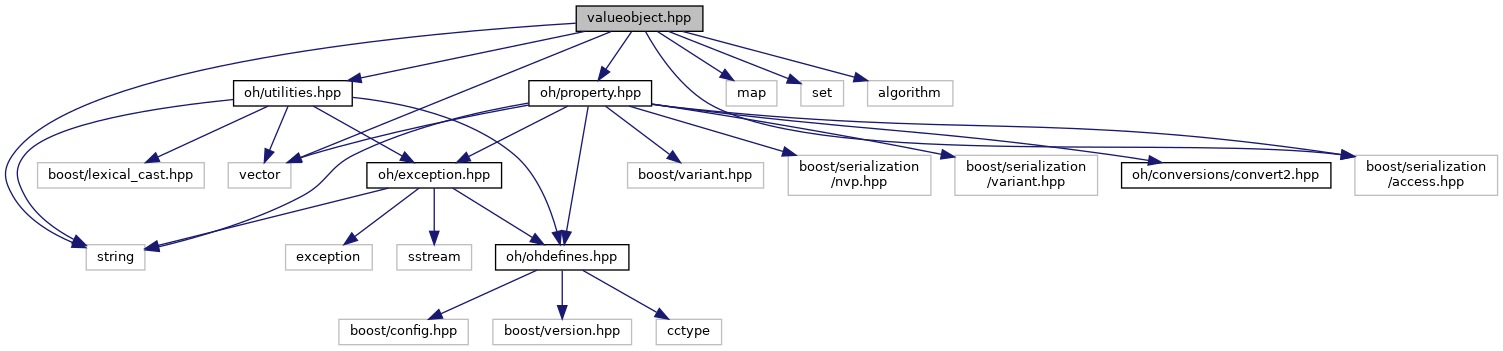 valueobject.hpp
oh/utilities.hpp
oh/property.hpp
map
set
algorithm
boost/lexical_cast.hpp
vector
oh/exception.hpp
boost/variant.hpp
boost/serialization
/nvp.hpp
boost/serialization
/variant.hpp
oh/conversions/convert2.hpp
boost/serialization
/access.hpp
string
exception
sstream
oh/ohdefines.hpp
boost/config.hpp
boost/version.hpp
cctype